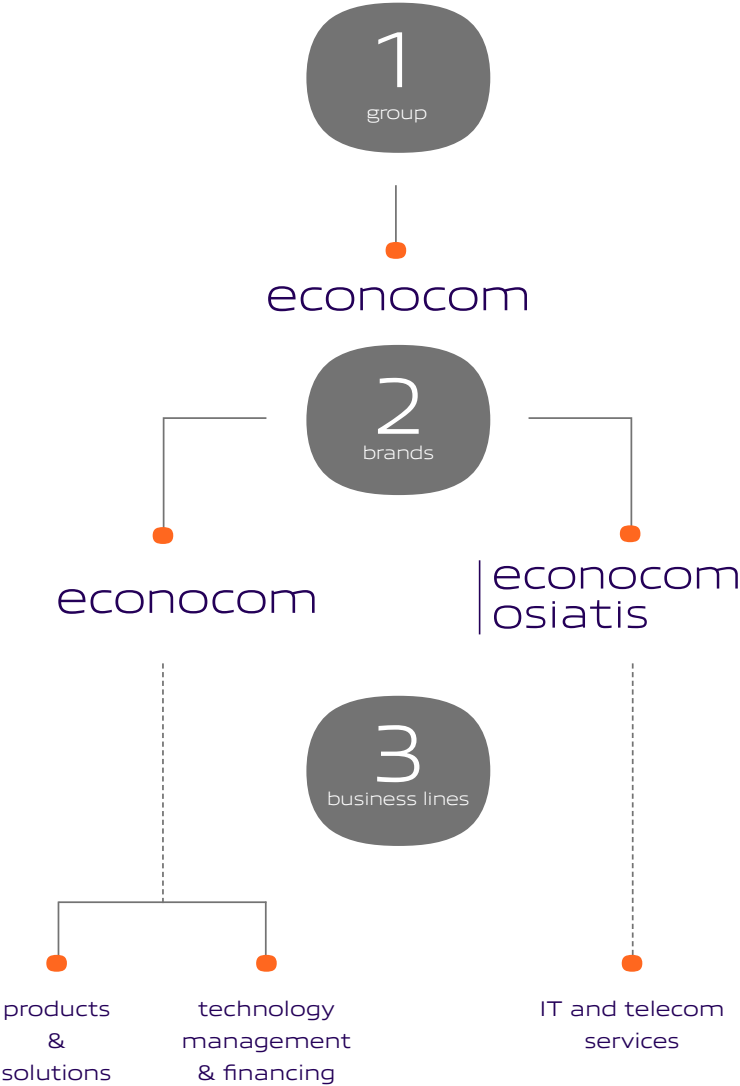 1
group
econocom
2
brands
econocom
econocom
osiatis
3
business lines
products
&
solutions
technology
management
& financing
IT and telecom
services